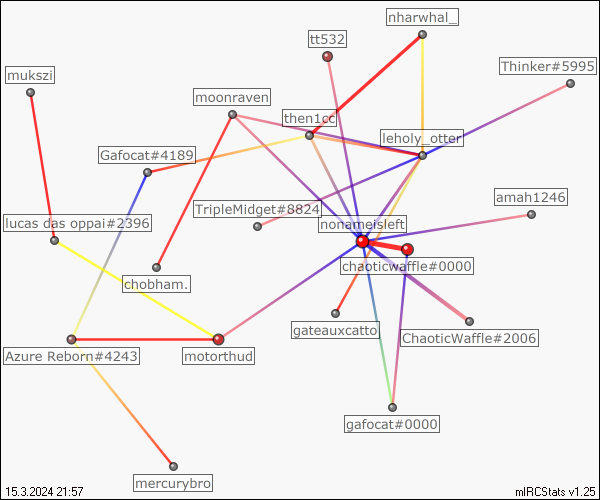 nharwhal_
tt532
Thinker#5995
mukszi
moonraven
then1cc
leholy_otter
Gafocat#4189
amah1246
TripleMidget#8824
lucas das oppai#2396
nonameisleft
chaoticwaffle#0000
chobham.
gateauxcatto
ChaoticWaffle#2006
Azure Reborn#4243
motorthud
gafocat#0000
mercurybro
15.3.2024 21:57
mIRCStats v1.25